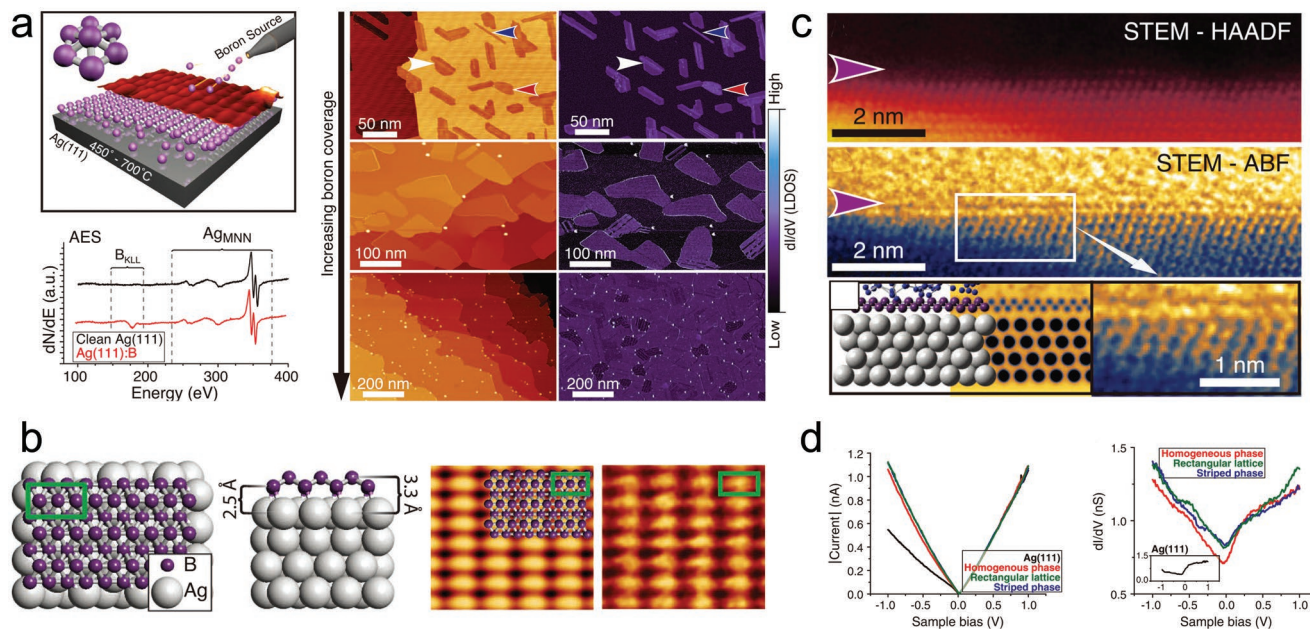 a
Boron Source
Ag(111)
450° - 700°C
AES
B_KLL
Ag_MNN
dN/dE (a.u.)
Clean Ag(111)
Ag(111):B
100 200 300 400
Energy (eV)
Increasing boron coverage
50 nm
50 nm
100 nm
100 nm
200 nm
200 nm
High
dI/dV (LDOS)
Low
c
STEM - HAADF
2 nm
STEM - ABF
2 nm
1 nm
b
B
Ag
2.5 Å
3.3 Å
d
|Current| (nA)
1.2
1.0
0.8
0.6
0.4
0.2
0.0
Ag(111)
Homogenous phase
Rectangular lattice
Striped phase
-1.0 -0.5 0.0 0.5 1.0
Sample bias (V)
dI/dV (nS)
1.5
1.0
0.5
Homogenous phase
Rectangular lattice
Striped phase
Ag(111)
1.5
0.0
-1 0 1
-1.0 -0.5 0.0 0.5 1.0
Sample bias (V)